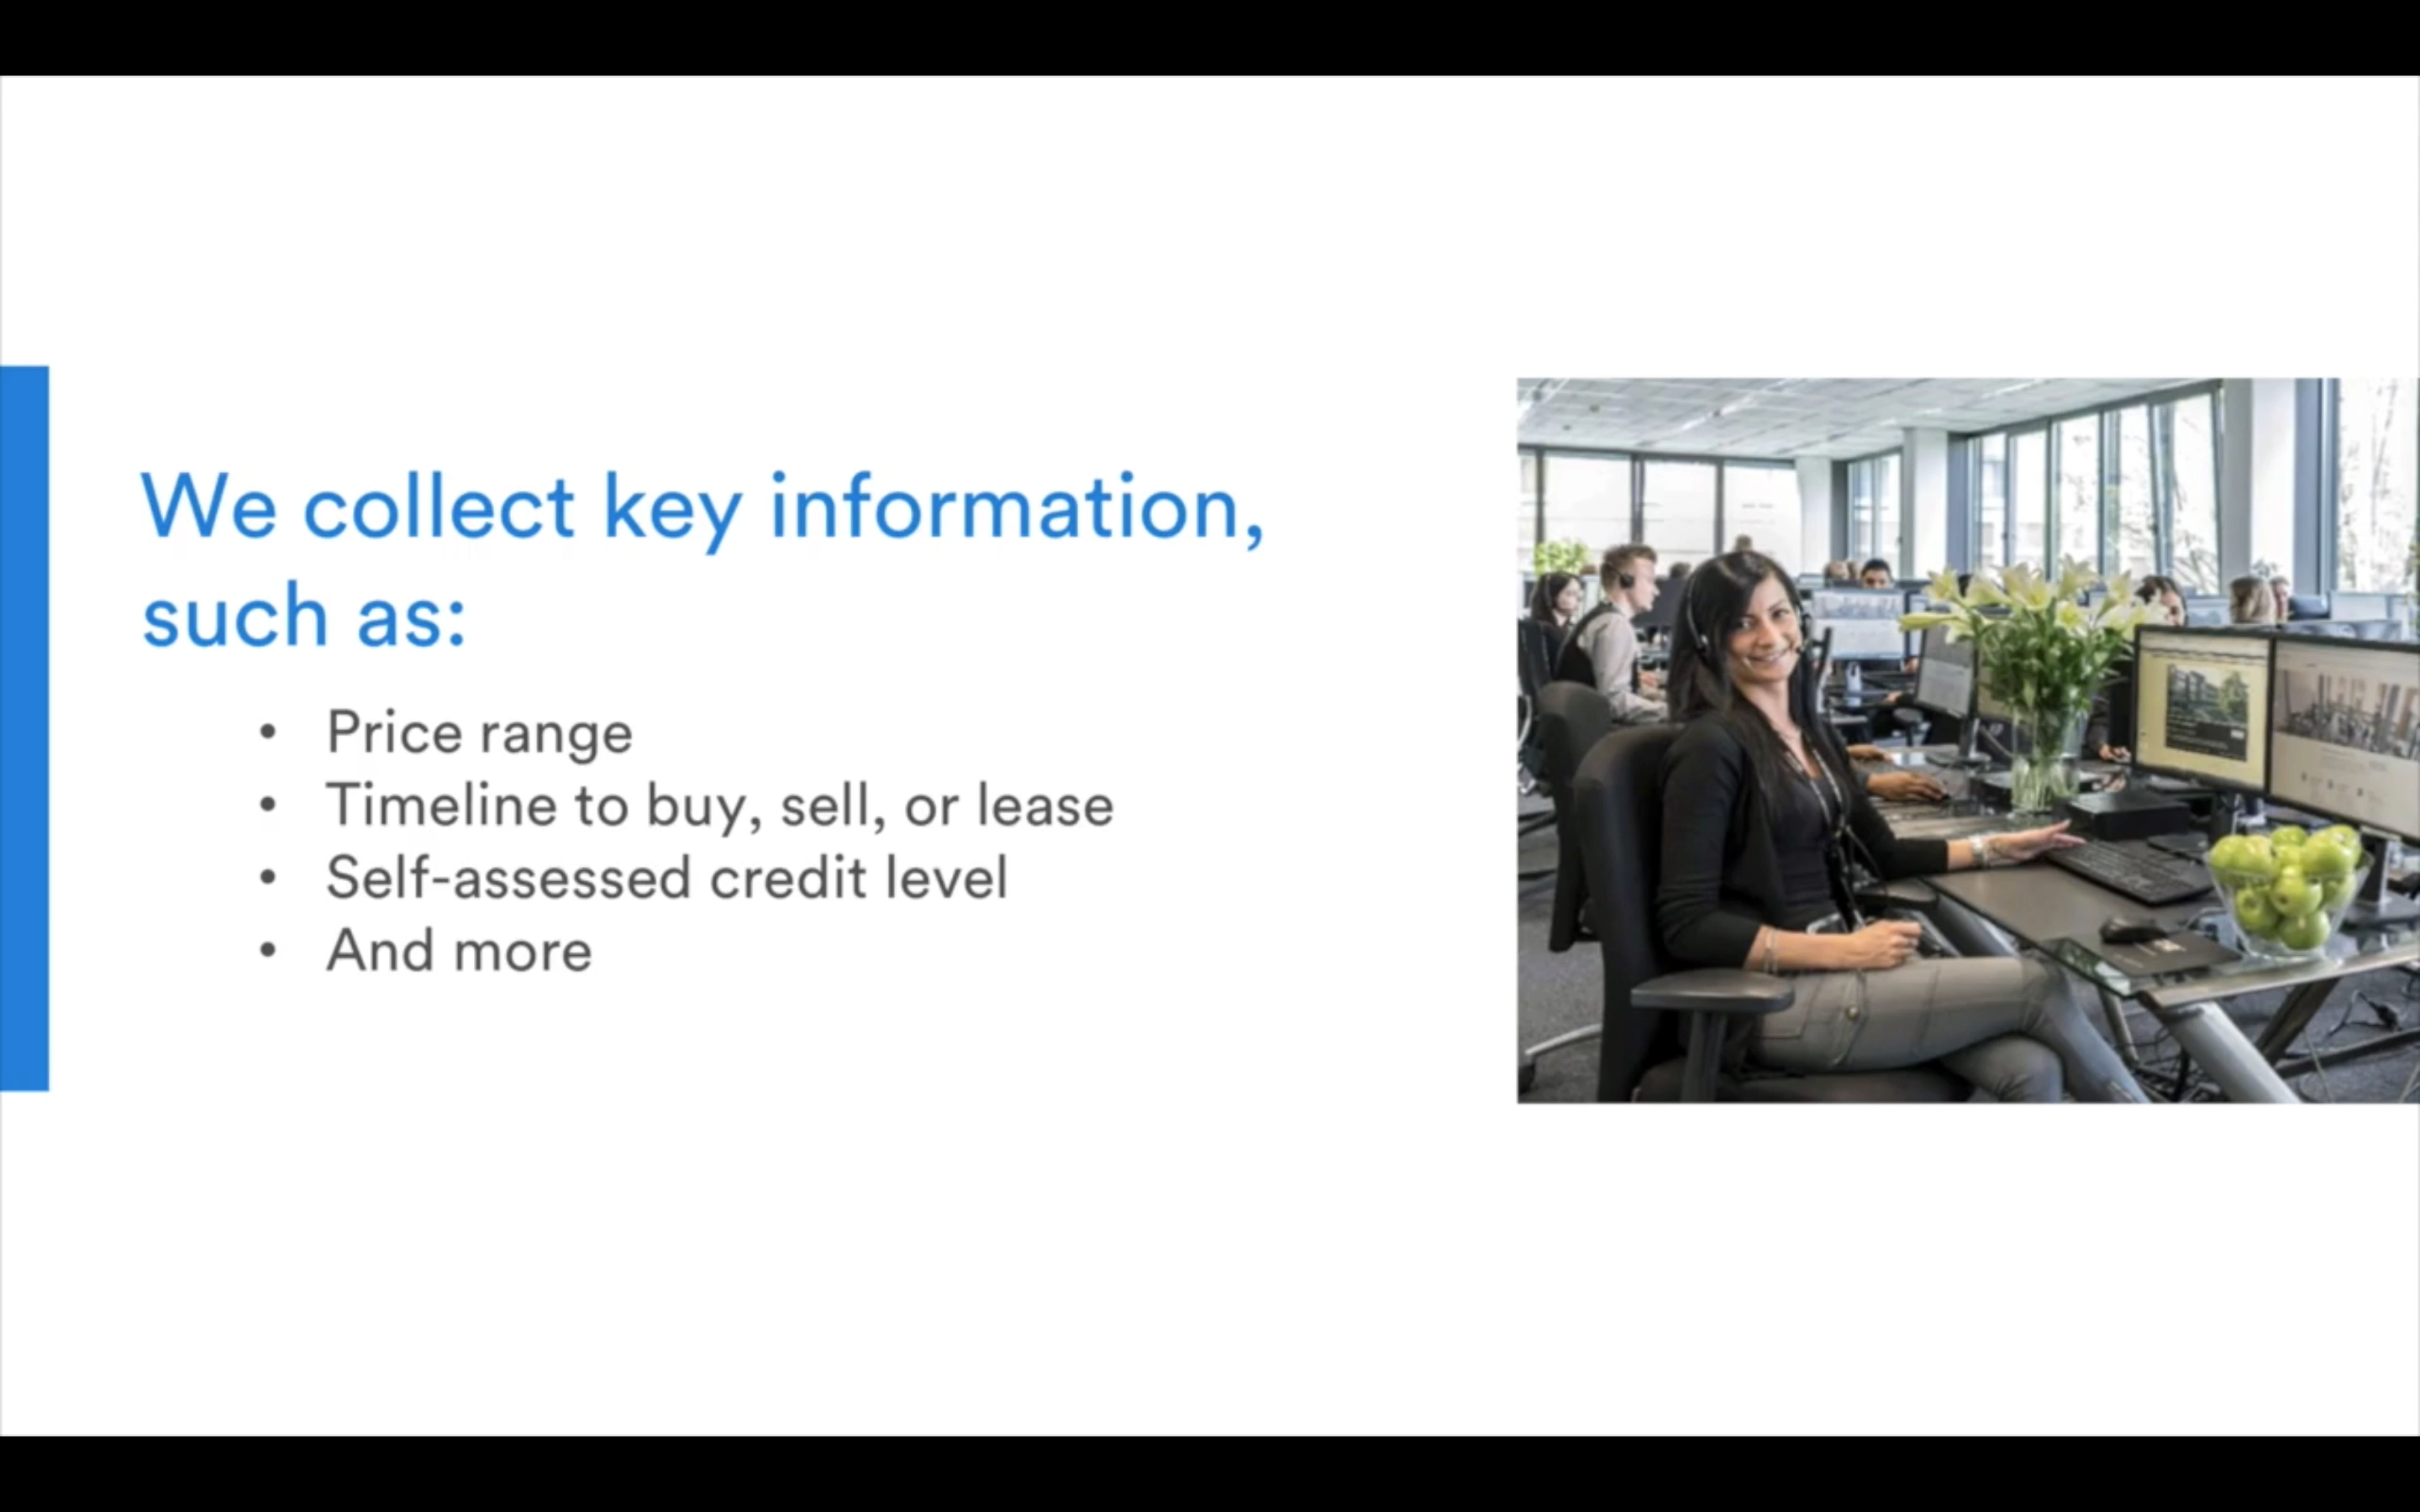 We collect key information,
such as:
• Price range
• Timeline to buy, sell, or lease
• Self-assessed credit level
• And more